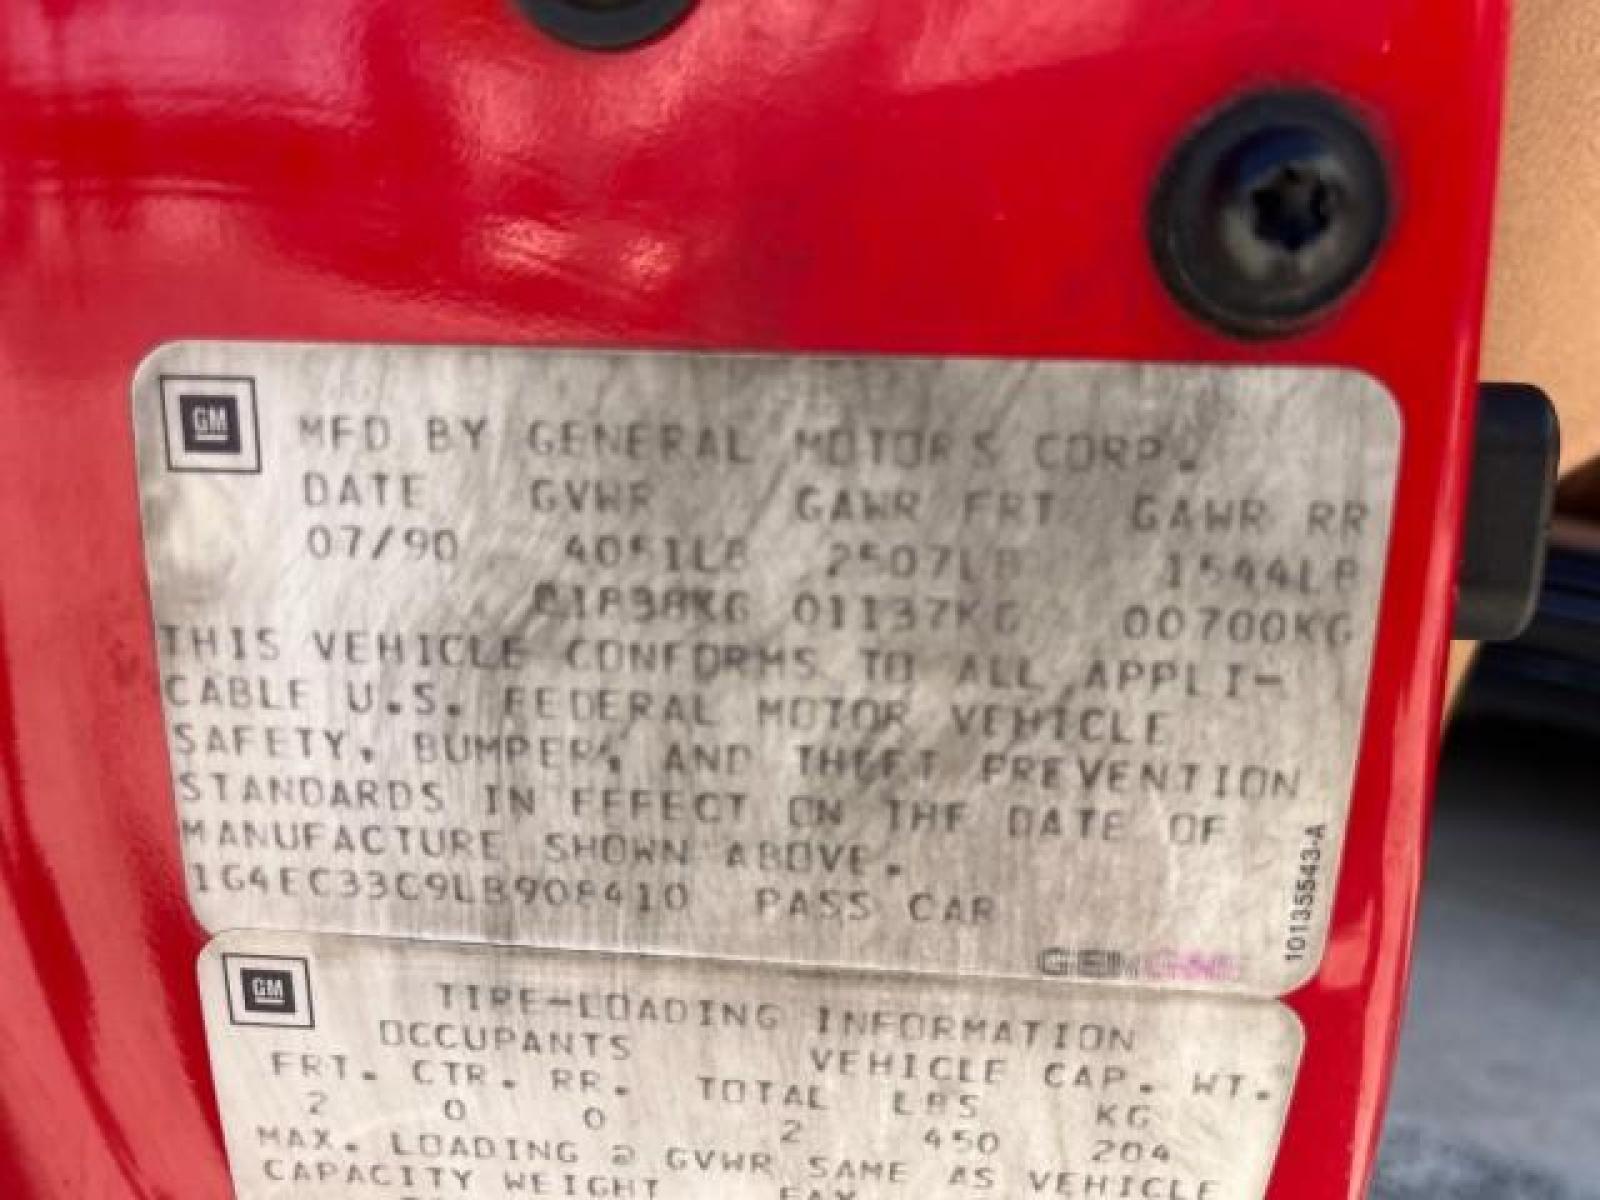 GM
MFD BY GENERAL MOTORS CORP.
DATE GVWR GAWR FRT GAWR RR
07/90 4051LB 2507LB 1544LB
01838KG 01137KG 00700KG
THIS VEHICLE CONFORMS TO ALL APPLI-
CABLE U.S. FEDERAL MOTOR VEHICLE
SAFETY, BUMPER, AND THEFT PREVENTION
STANDARDS IN EFFECT ON THE DATE OF
MANUFACTURE SHOWN ABOVE.
PASS CAR
10135543-A
GM
TIRE-LOADING INFORMATION
OCCUPANTS VEHICLE CAP. WT.
FRT. CTR. RR. TOTAL LBS KG
2 0 0 2 450 204
MAX. LOADING @ GVWR SAME AS VEHICLE
CAPACITY WEIGHT